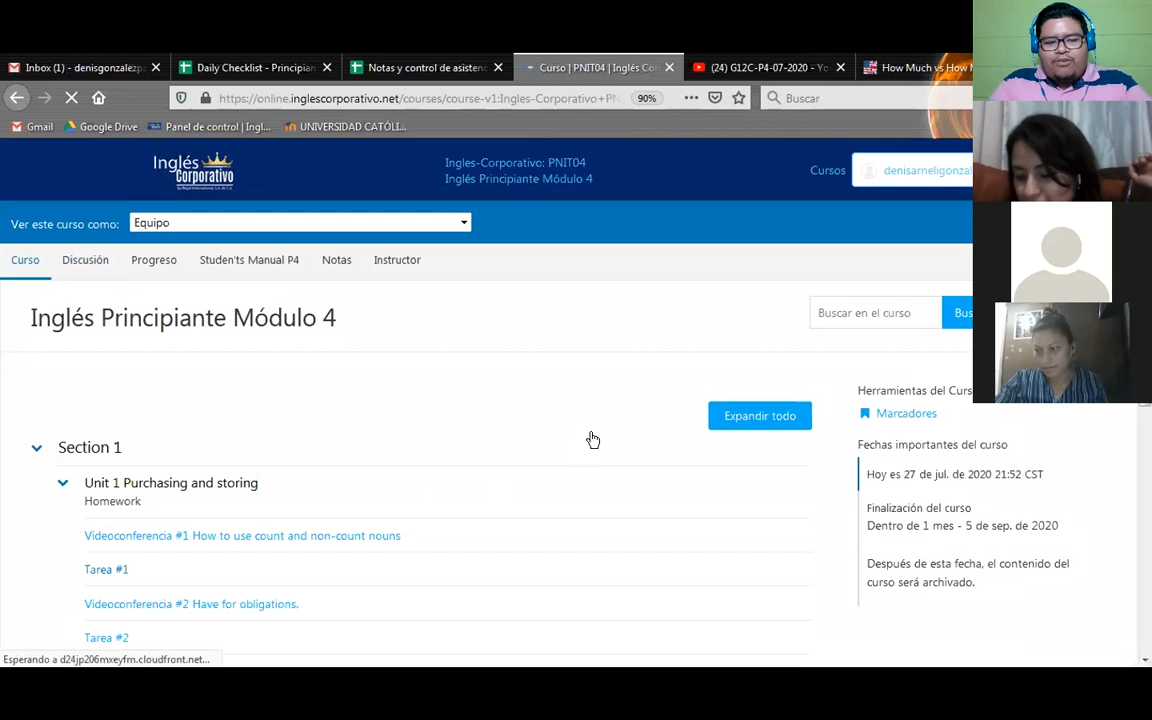 Inbox (1) - denisgonzalezp
Daily Checklist - Principian
Notas y control de asistenc
Curso | PNIT04 | Inglés Co
(24) G12C-P4-07-2020 - Yo
How Much vs How M
https://online.inglescorporativo.net/courses/course-v1:Ingles-Corporativo+PN
90%
Buscar
Gmail
Google Drive
Panel de control | Ingl...
UNIVERSIDAD CATÓLI...
Inglés
Corporativo
Ingles-Corporativo: PNIT04
Inglés Principiante Módulo 4
Cursos
denisarneligonza
Ver este curso como:
Equipo
Curso
Discusión
Progreso
Studen'ts Manual P4
Notas
Instructor
Inglés Principiante Módulo 4
Buscar en el curso
Bus
Herramientas del Curs
Expandir todo
Marcadores
Section 1
Fechas importantes del curso
Hoy es 27 de jul. de 2020 21:52 CST
Unit 1 Purchasing and storing
Homework
Finalización del curso
Dentro de 1 mes - 5 de sep. de 2020
Videoconferencia #1 How to use count and non-count nouns
Después de esta fecha, el contenido del
curso será archivado.
Tarea #1
Videoconferencia #2 Have for obligations.
Tarea #2
Esperando a d24jp206mxeyfm.cloudfront.net...